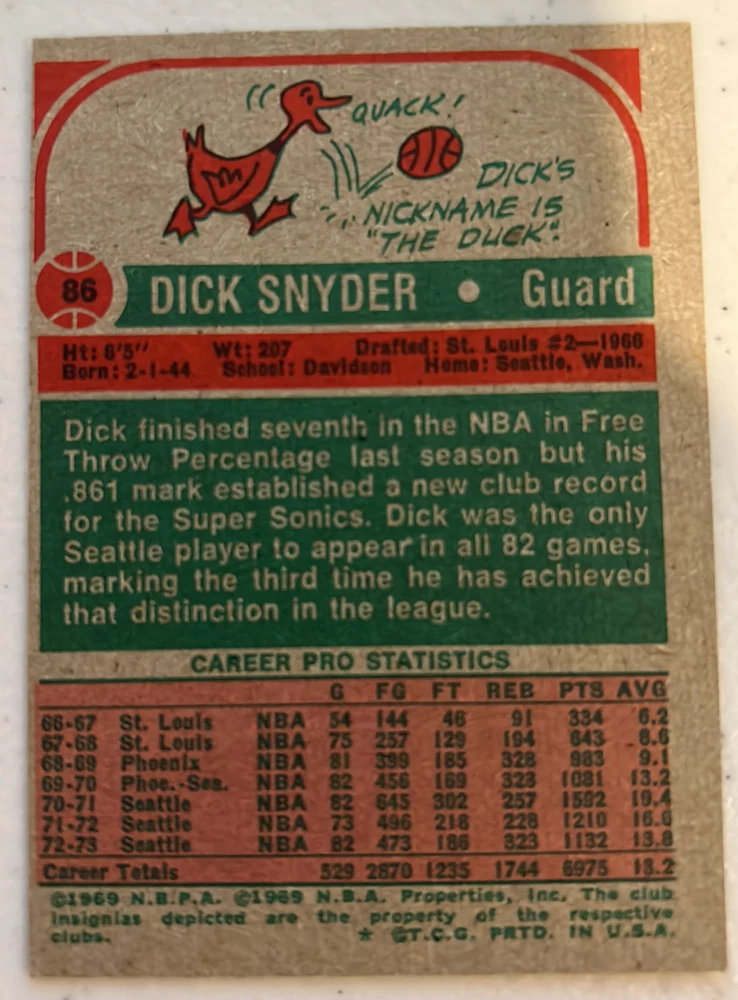 QUACK!
DICK'S
NICKNAME IS
"THE DUCK".
86 DICK SNYDER • Guard
Ht: 6'5" Wt: 207 Drafted: St. Louis #2—1966
Born: 2-1-44 School: Davidson Home: Seattle, Wash.
Dick finished seventh in the NBA in Free
Throw Percentage last season but his
.861 mark established a new club record
for the Super Sonics. Dick was the only
Seattle player to appear in all 82 games,
marking the third time he has achieved
that distinction in the league.
CAREER PRO STATISTICS
G FG FT REB PTS AVG
66-67 St. Louis NBA 54 144 46 91 334 6.2
67-68 St. Louis NBA 75 257 129 194 643 8.6
68-69 Phoenix NBA 81 399 185 328 983 9.1
69-70 Phoe.-Sea. NBA 82 456 169 323 1081 13.2
70-71 Seattle NBA 82 645 302 257 1592 19.4
71-72 Seattle NBA 73 496 218 228 1210 16.6
72-73 Seattle NBA 82 473 186 323 1132 13.8
Career Totals 529 2870 1235 1744 6975 13.2
©1969 N.B.P.A. ©1969 N.B.A. Properties, Inc. The club
insignias depicted are the property of the respective
clubs. * ©T.C.G. PRTD. IN U.S.A.